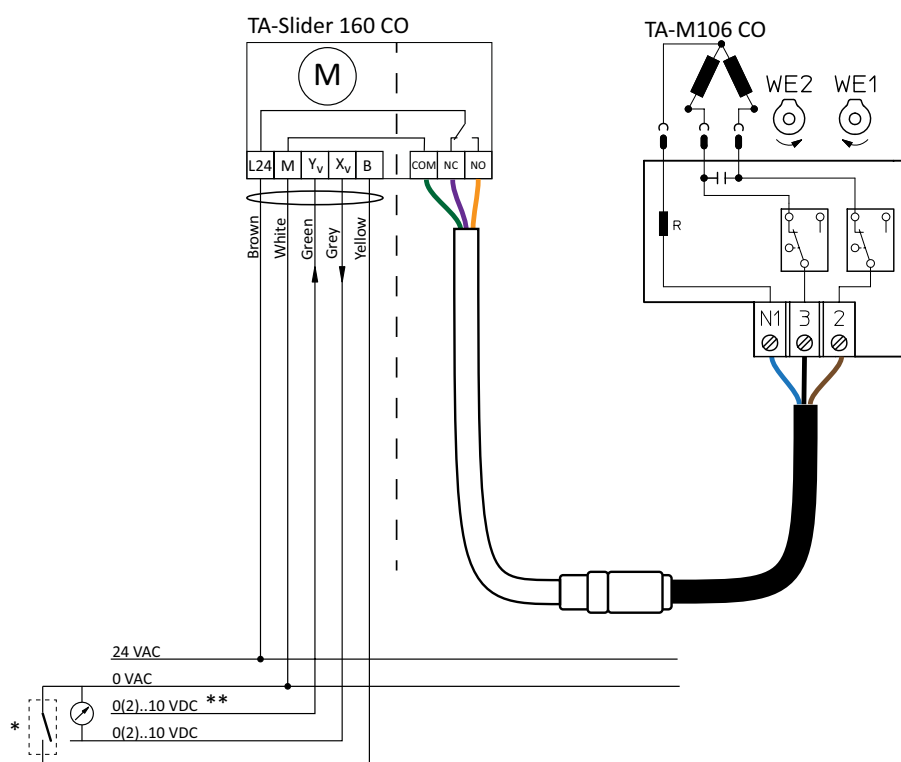 TA-Slider 160 CO
M
L24 M Yv Xv B COM NC NO
Brown
White
Green
Grey
Yellow
24 VAC
0 VAC
0(2)..10 VDC **
0(2)..10 VDC
*
TA-M106 CO
WE2 WE1
R
N1 3 2